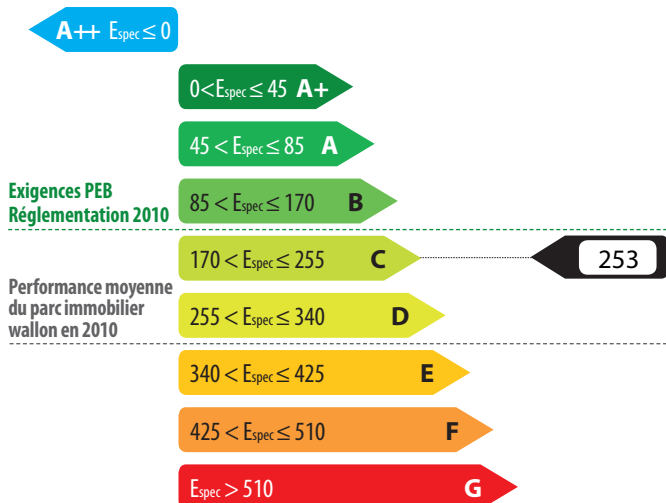 A++ Espec ≤ 0
0 < Espec ≤ 45 A+
45 < Espec ≤ 85 A
Exigences PEB
Réglementation 2010
85 < Espec ≤ 170 B
170 < Espec ≤ 255 C
253
Performance moyenne
du parc immobilier
wallon en 2010
255 < Espec ≤ 340 D
340 < Espec ≤ 425 E
425 < Espec ≤ 510 F
Espec > 510 G